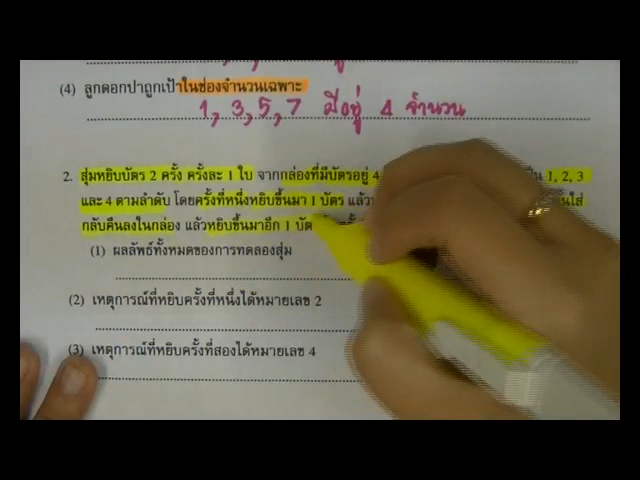 (4) ลูกดอกปาถูกเป้าในช่องจำนวนเฉพาะ
1, 3, 5, 7 มีอยู่ 4 จำนวน
2. สุ่มหยิบบัตร 2 ครั้ง ครั้งละ 1 ใบ จากกล่องที่มีบัตรอยู่ 4 1, 2, 3
และ 4 ตามลำดับ โดยครั้งที่หนึ่งหยิบขึ้นมา 1 บัตร แล้ว ใส่
กลับคืนลงในกล่อง แล้วหยิบขึ้นมาอีก 1
(1) ผลลัพธ์ทั้งหมดของการทดลองสุ่ม
(2) เหตุการณ์ที่หยิบครั้งที่หนึ่งได้หมายเลข 2
(3) เหตุการณ์ที่หยิบครั้งที่สองได้หมายเลข 4